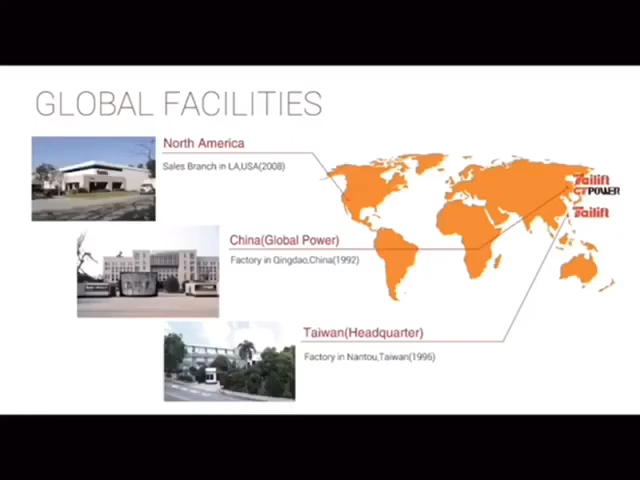 GLOBAL FACILITIES
North America
Sales Branch in LA,USA(2008)
Tailift
GTPOWER
Tailift
China(Global Power)
Factory in Qingdao,China(1992)
Taiwan(Headquarter)
Factory in Nantou,Taiwan(1996)